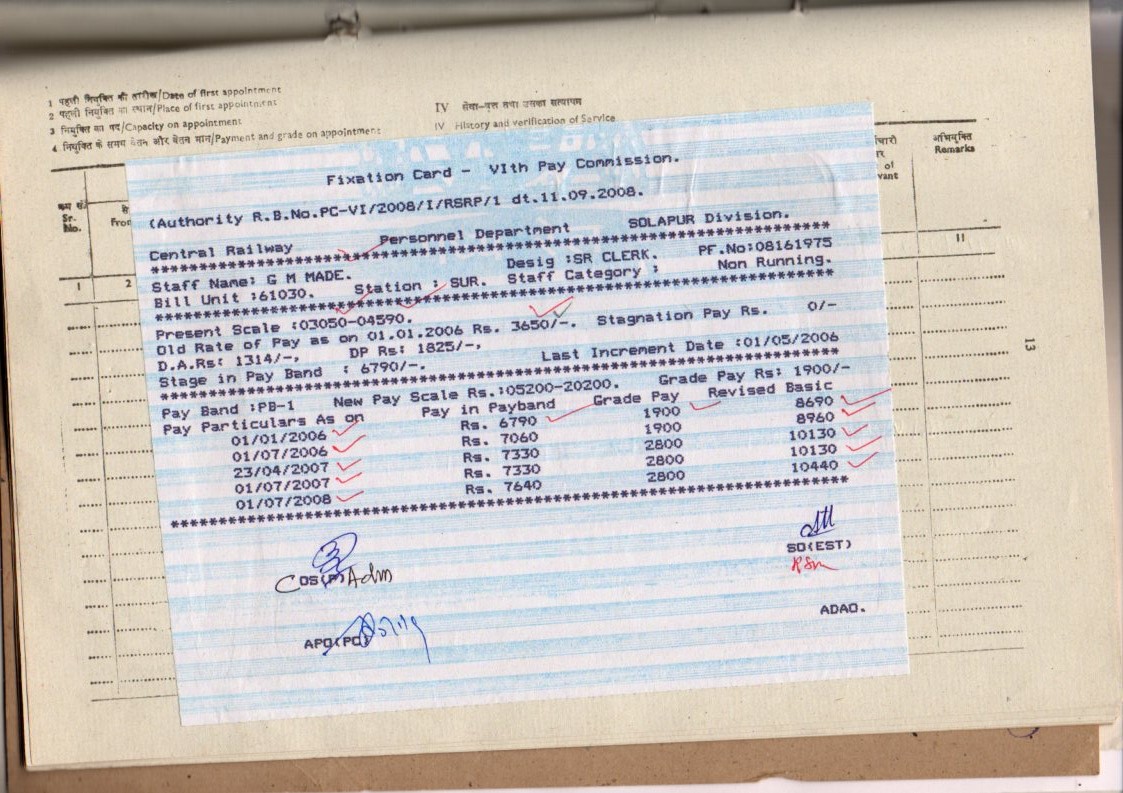 1 पहली नियुक्ति की तारीख/Date of first appointment
2 पहली नियुक्ति का स्थान/Place of first appointment
3 नियुक्ति का पद/Capacity on appointment
4 नियुक्ति के समय वेतन और वेतन मान/Payment and grade on appointment
IV सेवा-वृत्त तथा उसका सत्यापन
IV History and verification of Service
क्रम सं.
Sr.
No.
From
of
अभियुक्ति
Remarks
1
2
11
13
Fixation Card - VIth Pay Commission.
(Authority R.B.No.PC-VI/2008/I/RSRP/1 dt.11.09.2008.
Central Railway Personnel Department SOLAPUR Division.
************************************************************
Staff Name: G M MADE. Desig :SR CLERK. PF.No:08161975
Bill Unit :61030. Station : SUR. Staff Category : Non Running.
************************************************************
Present Scale :03050-04590.
Old Rate of Pay as on 01.01.2006 Rs. 3650/-. Stagnation Pay Rs. 0/-
D.A.Rs: 1314/-, DP Rs: 1825/-,
Stage in Pay Band : 6790/-. Last Increment Date :01/05/2006
************************************************************
Pay Band :PB-1 New Pay Scale Rs.:05200-20200. Grade Pay Rs: 1900/-
Pay Particulars As on Pay in Payband Grade Pay Revised Basic
01/01/2006 Rs. 6790 1900 8690
01/07/2006 Rs. 7060 1900 8960
23/04/2007 Rs. 7330 2800 10130
01/07/2007 Rs. 7330 2800 10130
01/07/2008 Rs. 7640 2800 10440
************************************************************
COS(P) Adm
SO(EST)
APO(PC)
ADAO.